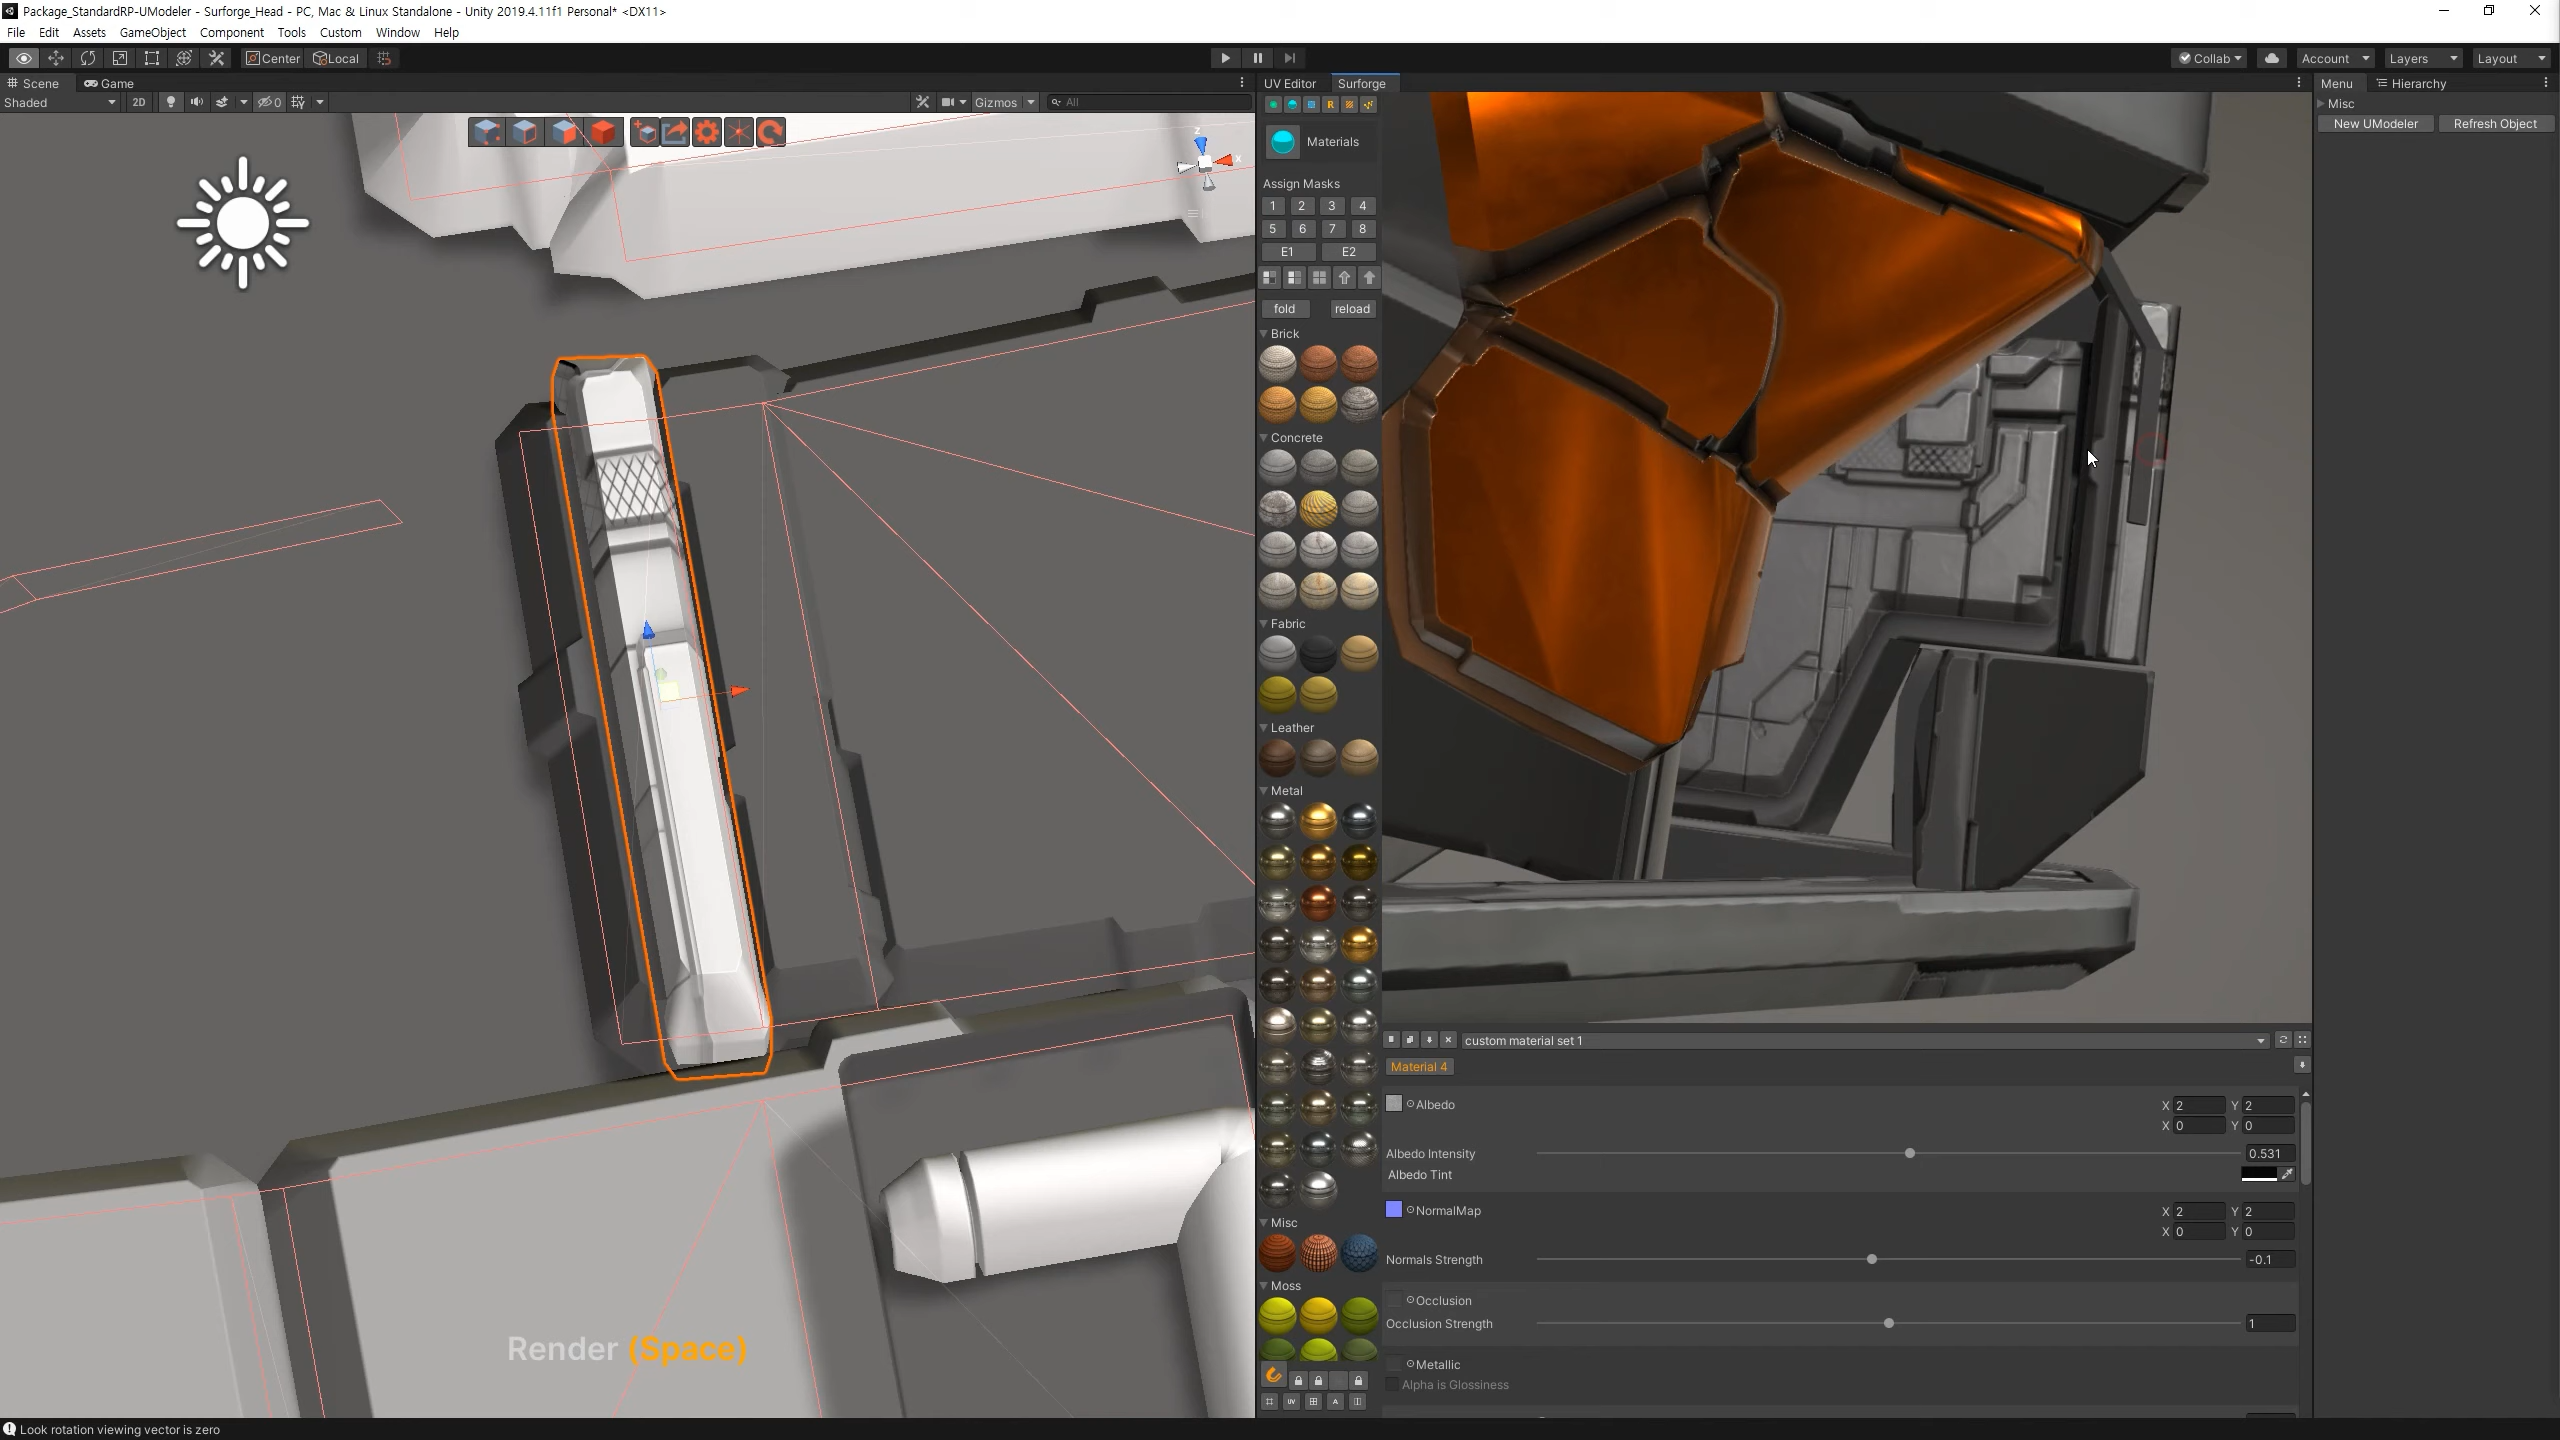 Package_StandardRP-UModeler - Surforge_Head - PC, Mac & Linux Standalone - Unity 2019.4.11f1 Personal* <DX11>
File Edit Assets GameObject Component Tools Custom Window Help
Center Local Collab Account Layers Layout
Scene Game UV Editor Surforge Menu Hierarchy
Shaded 2D 0 Gizmos All R Misc
New UModeler Refresh Object
Materials
Assign Masks
1 2 3 4
5 6 7 8
E1 E2
fold reload
Brick
Concrete
Fabric
Leather
Metal
Misc
Moss
z
x
custom material set 1
Material 4
Albedo X 2 Y 2
X 0 Y 0
Albedo Intensity 0.531
Albedo Tint
NormalMap X 2 Y 2
X 0 Y 0
Normals Strength -0.1
Occlusion
Occlusion Strength 1
Metallic
Alpha is Glossiness
UV A
Render (Space)
Look rotation viewing vector is zero